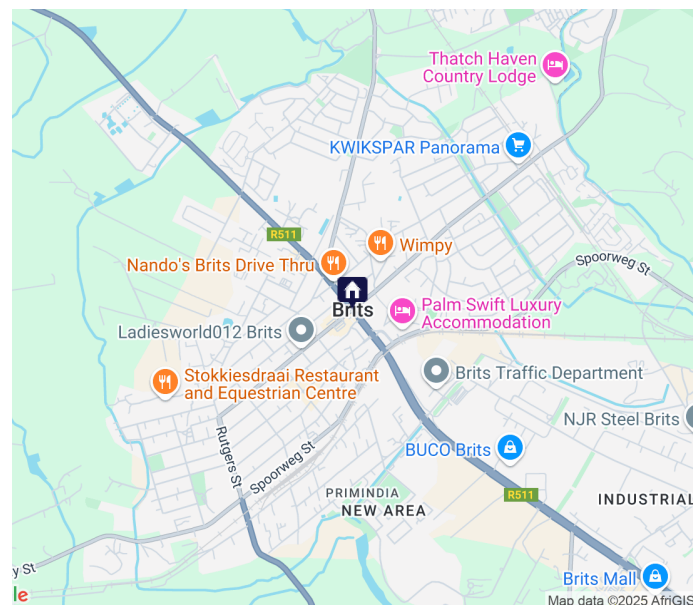 Thatch Haven
Country Lodge
KWIKSPAR Panorama
R511
Wimpy
Nando's Brits Drive Thru
Spoorweg St
Brits
Palm Swift Luxury
Accommodation
Ladiesworld012 Brits
Stokkiesdraai Restaurant
and Equestrian Centre
Brits Traffic Department
NJR Steel Brits
Rutgers St
Spoorweg St
BUCO Brits
PRIMINDIA
NEW AREA
R511
INDUSTRIAL
y St
Brits Mall
le
Map data ©2025 AfriGIS